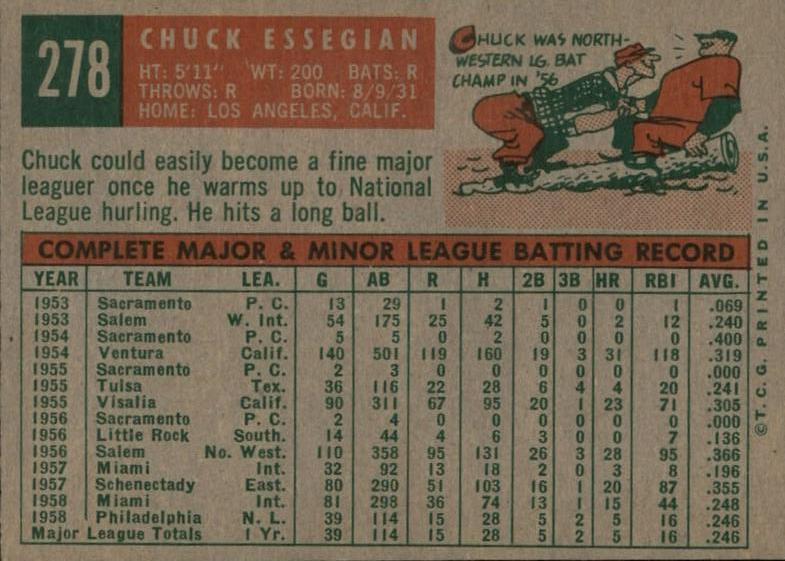 278
CHUCK ESSEGIAN
HT: 5'11" WT: 200 BATS: R
THROWS: R BORN: 8/9/31
HOME: LOS ANGELES, CALIF.
CHUCK WAS NORTH-
WESTERN LG. BAT
CHAMP IN '56
Chuck could easily become a fine major
leaguer once he warms up to National
League hurling. He hits a long ball.
COMPLETE MAJOR & MINOR LEAGUE BATTING RECORD
YEAR TEAM LEA. G AB R H 2B 3B HR RBI AVG.
1953 Sacramento P. C. 13 29 1 2 1 0 0 1 .069
1953 Salem W. Int. 54 175 25 42 5 0 2 12 .240
1954 Sacramento P. C. 5 5 0 2 0 0 0 0 .400
1954 Ventura Calif. 140 501 119 160 19 3 31 118 .319
1955 Sacramento P. C. 2 3 0 0 0 0 0 0 .000
1955 Tulsa Tex. 36 116 22 28 6 4 4 20 .241
1955 Visalia Calif. 90 311 67 95 20 1 23 71 .305
1956 Sacramento P. C. 2 4 0 0 0 0 0 0 .000
1956 Little Rock South. 14 44 4 6 3 0 0 7 .136
1956 Salem No. West. 110 358 95 131 26 3 28 95 .366
1957 Miami Int. 32 92 13 18 2 0 3 8 .196
1957 Schenectady East. 80 290 51 103 16 1 20 87 .355
1958 Miami Int. 81 298 36 74 13 1 15 44 .248
1958 Philadelphia N. L. 39 114 15 28 5 2 5 16 .246
Major League Totals 1 Yr. 39 114 15 28 5 2 5 16 .246
© T. C. G. PRINTED IN U.S.A.